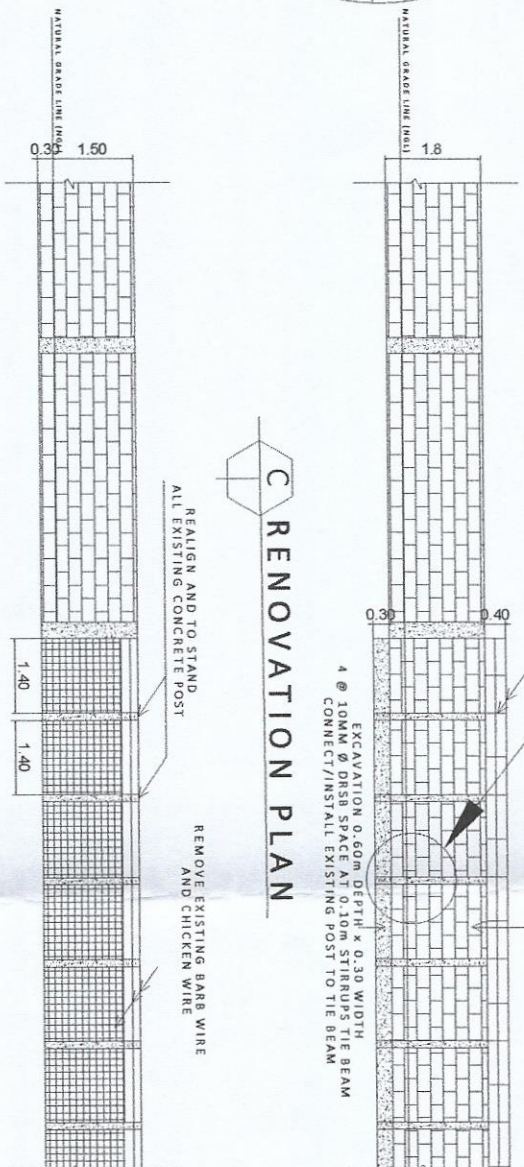 NATURAL GRADE LINE (NGL)
1.8
0.30
0.40
EXCAVATION 0.60m DEPTH x 0.30 WIDTH
4 @ 10MM Ø DRSB SPACE AT 0.10m STIRRUPS TIE BEAM
CONNECT/INSTALL EXISTING POST TO TIE BEAM
C RENOVATION PLAN
NATURAL GRADE LINE (NGL)
0.30
1.50
REALIGN AND TO STAND
ALL EXISTING CONCRETE POST
REMOVE EXISTING BARB WIRE
AND CHICKEN WIRE
1.40
1.40